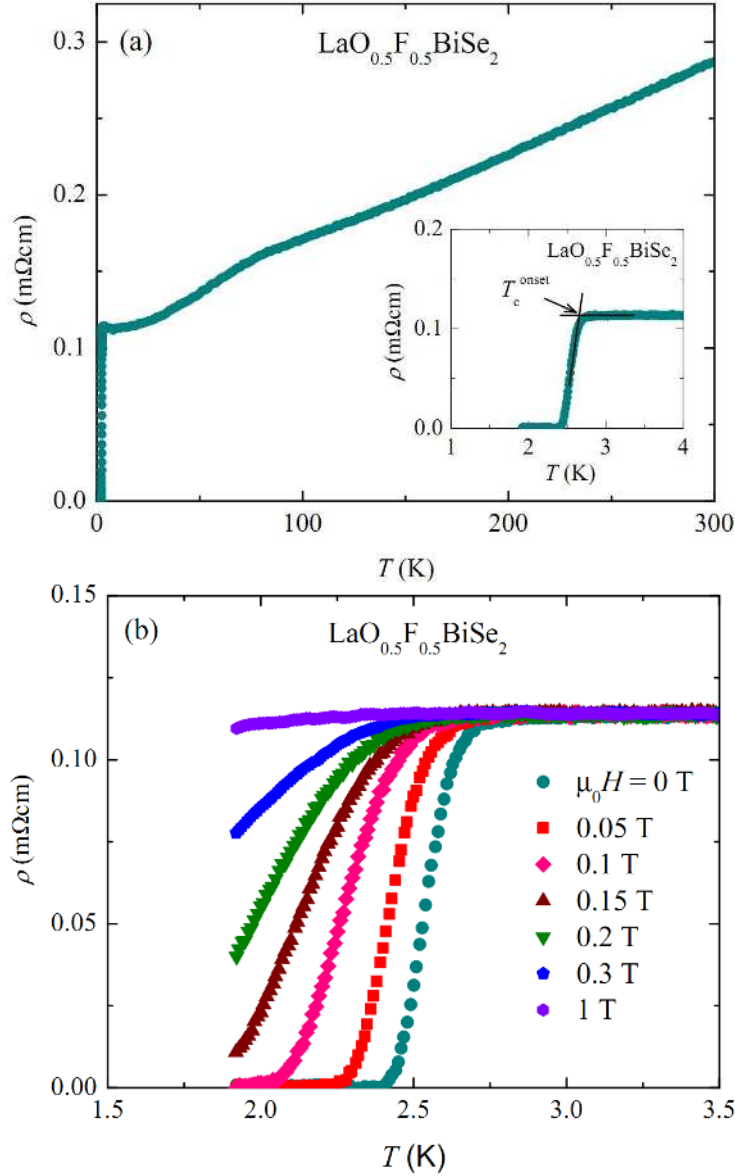 (a)
LaO0.5F0.5BiSe2
0.3
0.2
0.1
0.0
ρ (mΩcm)
0
100
200
300
T (K)
0.2
0.1
0.0
ρ (mΩcm)
LaO0.5F0.5BiSe2
Tc onset
1
2
3
4
T (K)
(b)
LaO0.5F0.5BiSe2
0.15
0.10
0.05
0.00
ρ (mΩcm)
μ0H = 0 T
0.05 T
0.1 T
0.15 T
0.2 T
0.3 T
1 T
1.5
2.0
2.5
3.0
3.5
T (K)